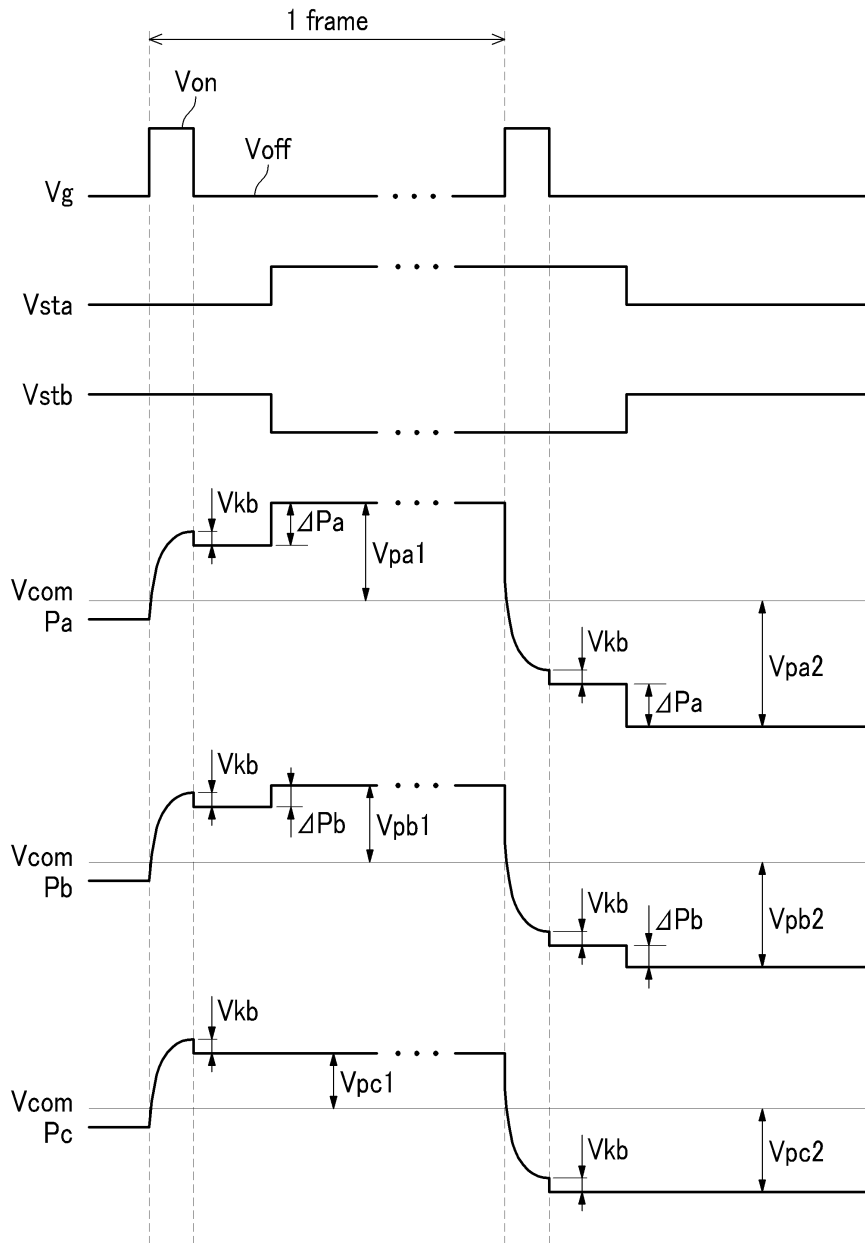 1 frame
Von
Voff
Vg
· · ·
Vsta
· · ·
Vstb
· · ·
Vkb
⊿Pa
Vpa1
· · ·
Vcom
Pa
Vkb
⊿Pa
Vpa2
Vkb
⊿Pb
Vpb1
· · ·
Vcom
Pb
Vkb
⊿Pb
Vpb2
Vkb
Vpc1
· · ·
Vcom
Pc
Vkb
Vpc2